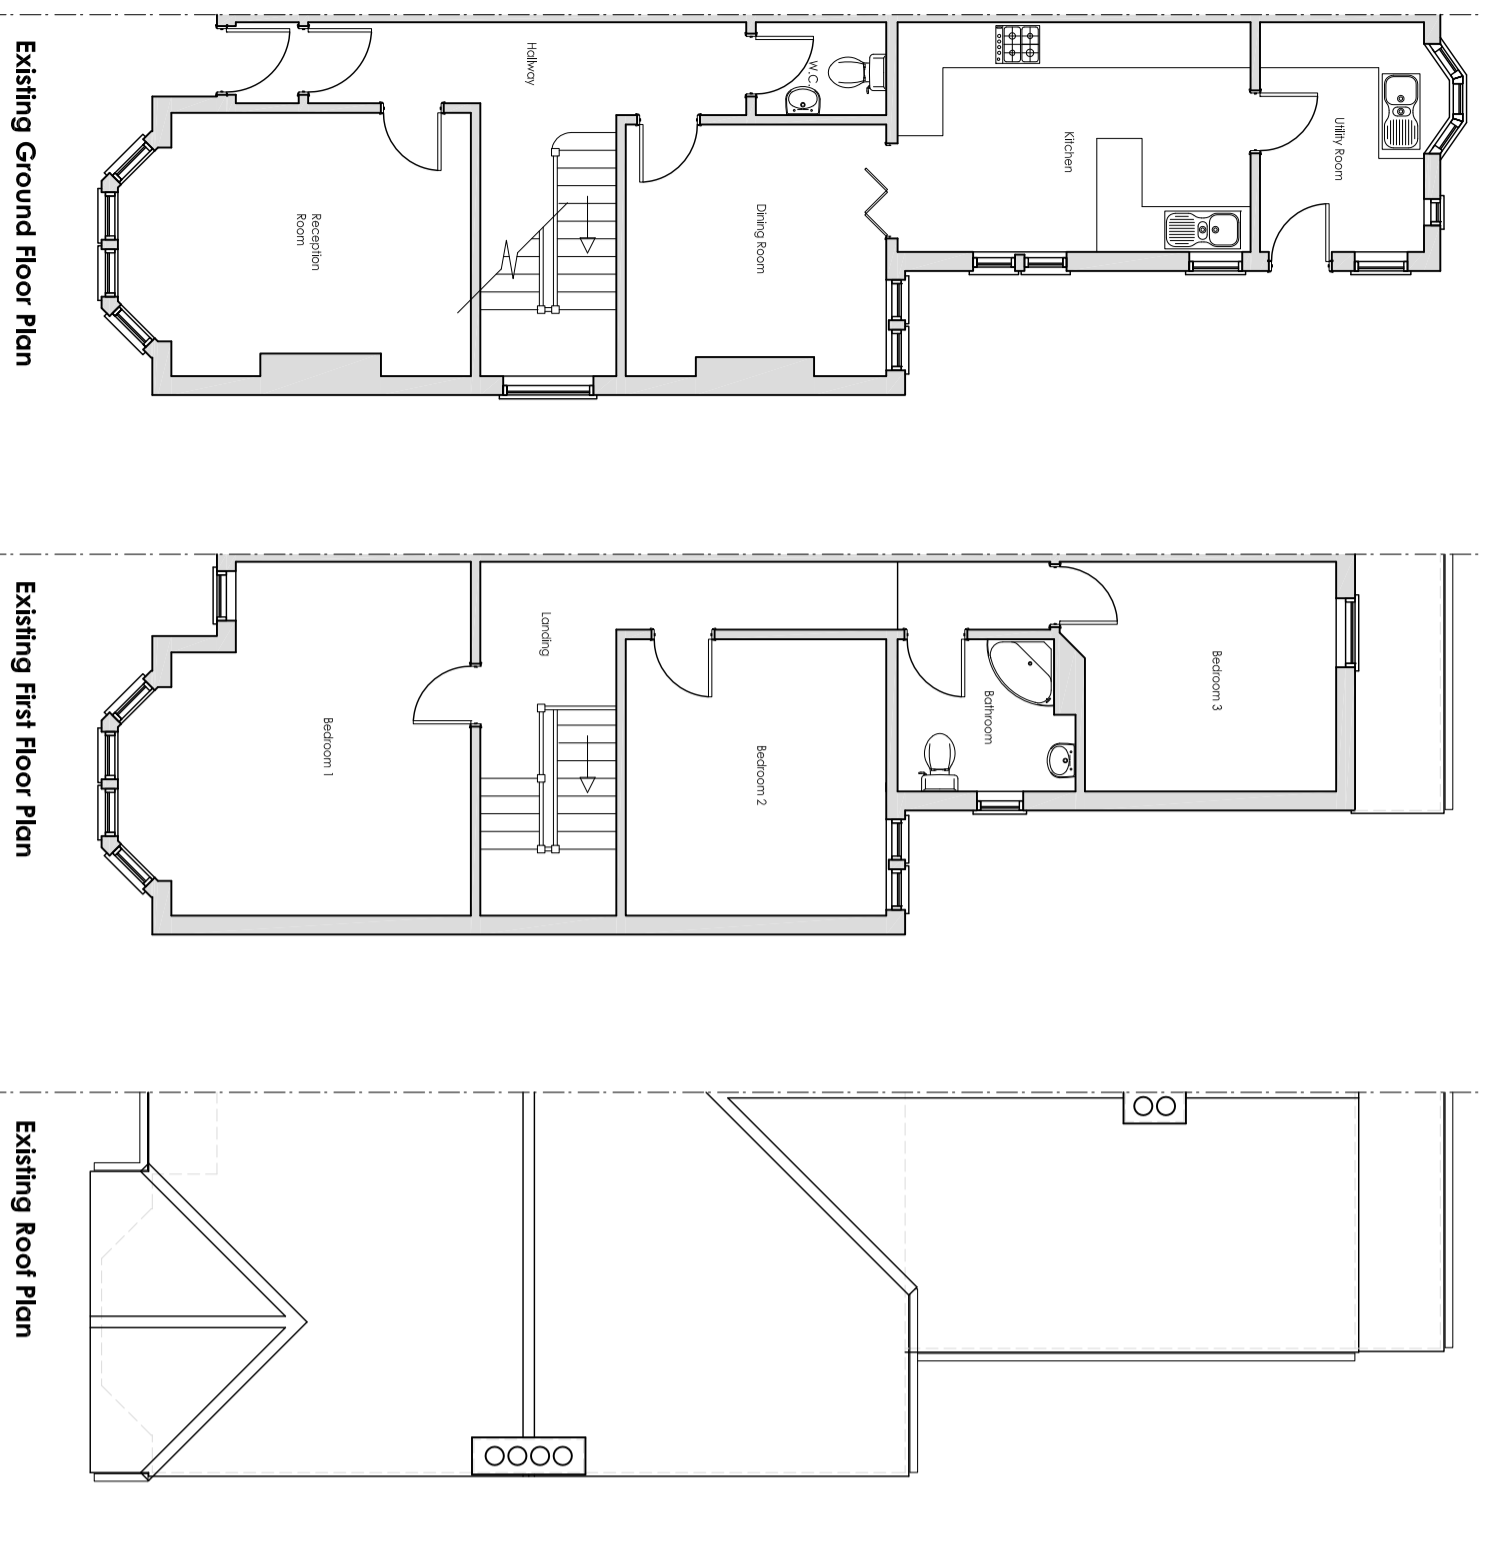 Existing Ground Floor Plan
Reception
Room
Hallway
Dining Room
W.C.
Kitchen
Utility Room
Existing First Floor Plan
Bedroom 1
Landing
Bedroom 2
Bathroom
Bedroom 3
Existing Roof Plan